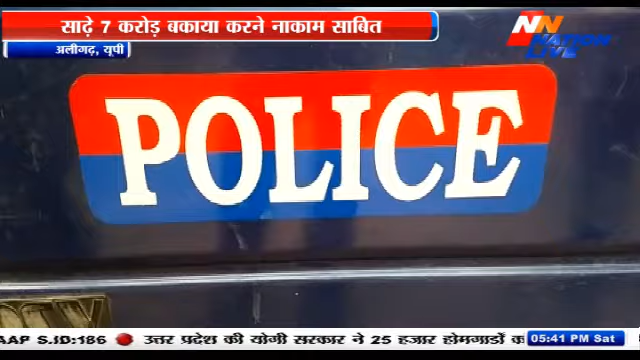 साढ़े 7 करोड़ बकाया करने नाकाम साबित
NN
अलीगढ़, यूपी
NATION
LIVE
POLICE
AAP S.ID:186 उत्तर प्रदेश की योगी सरकार ने 25 हजार होमगार्डों क
05:41 PM Sat